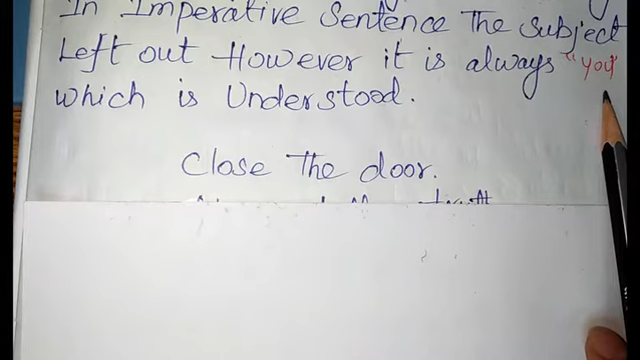 In Imperative Sentence The Subject
Left out However it is always "you"
which is Understood.
Close The door.